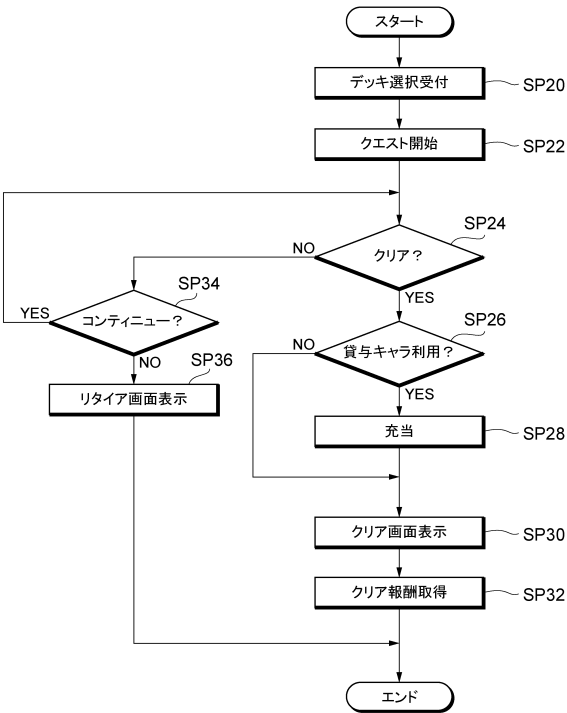 スタート
デッキ選択受付
SP20
クエスト開始
SP22
SP24
NO
クリア？
YES
SP34
YES
コンティニュー？
NO
SP26
NO
貸与キャラ利用？
YES
SP36
リタイア画面表示
充当
SP28
クリア画面表示
SP30
クリア報酬取得
SP32
エンド